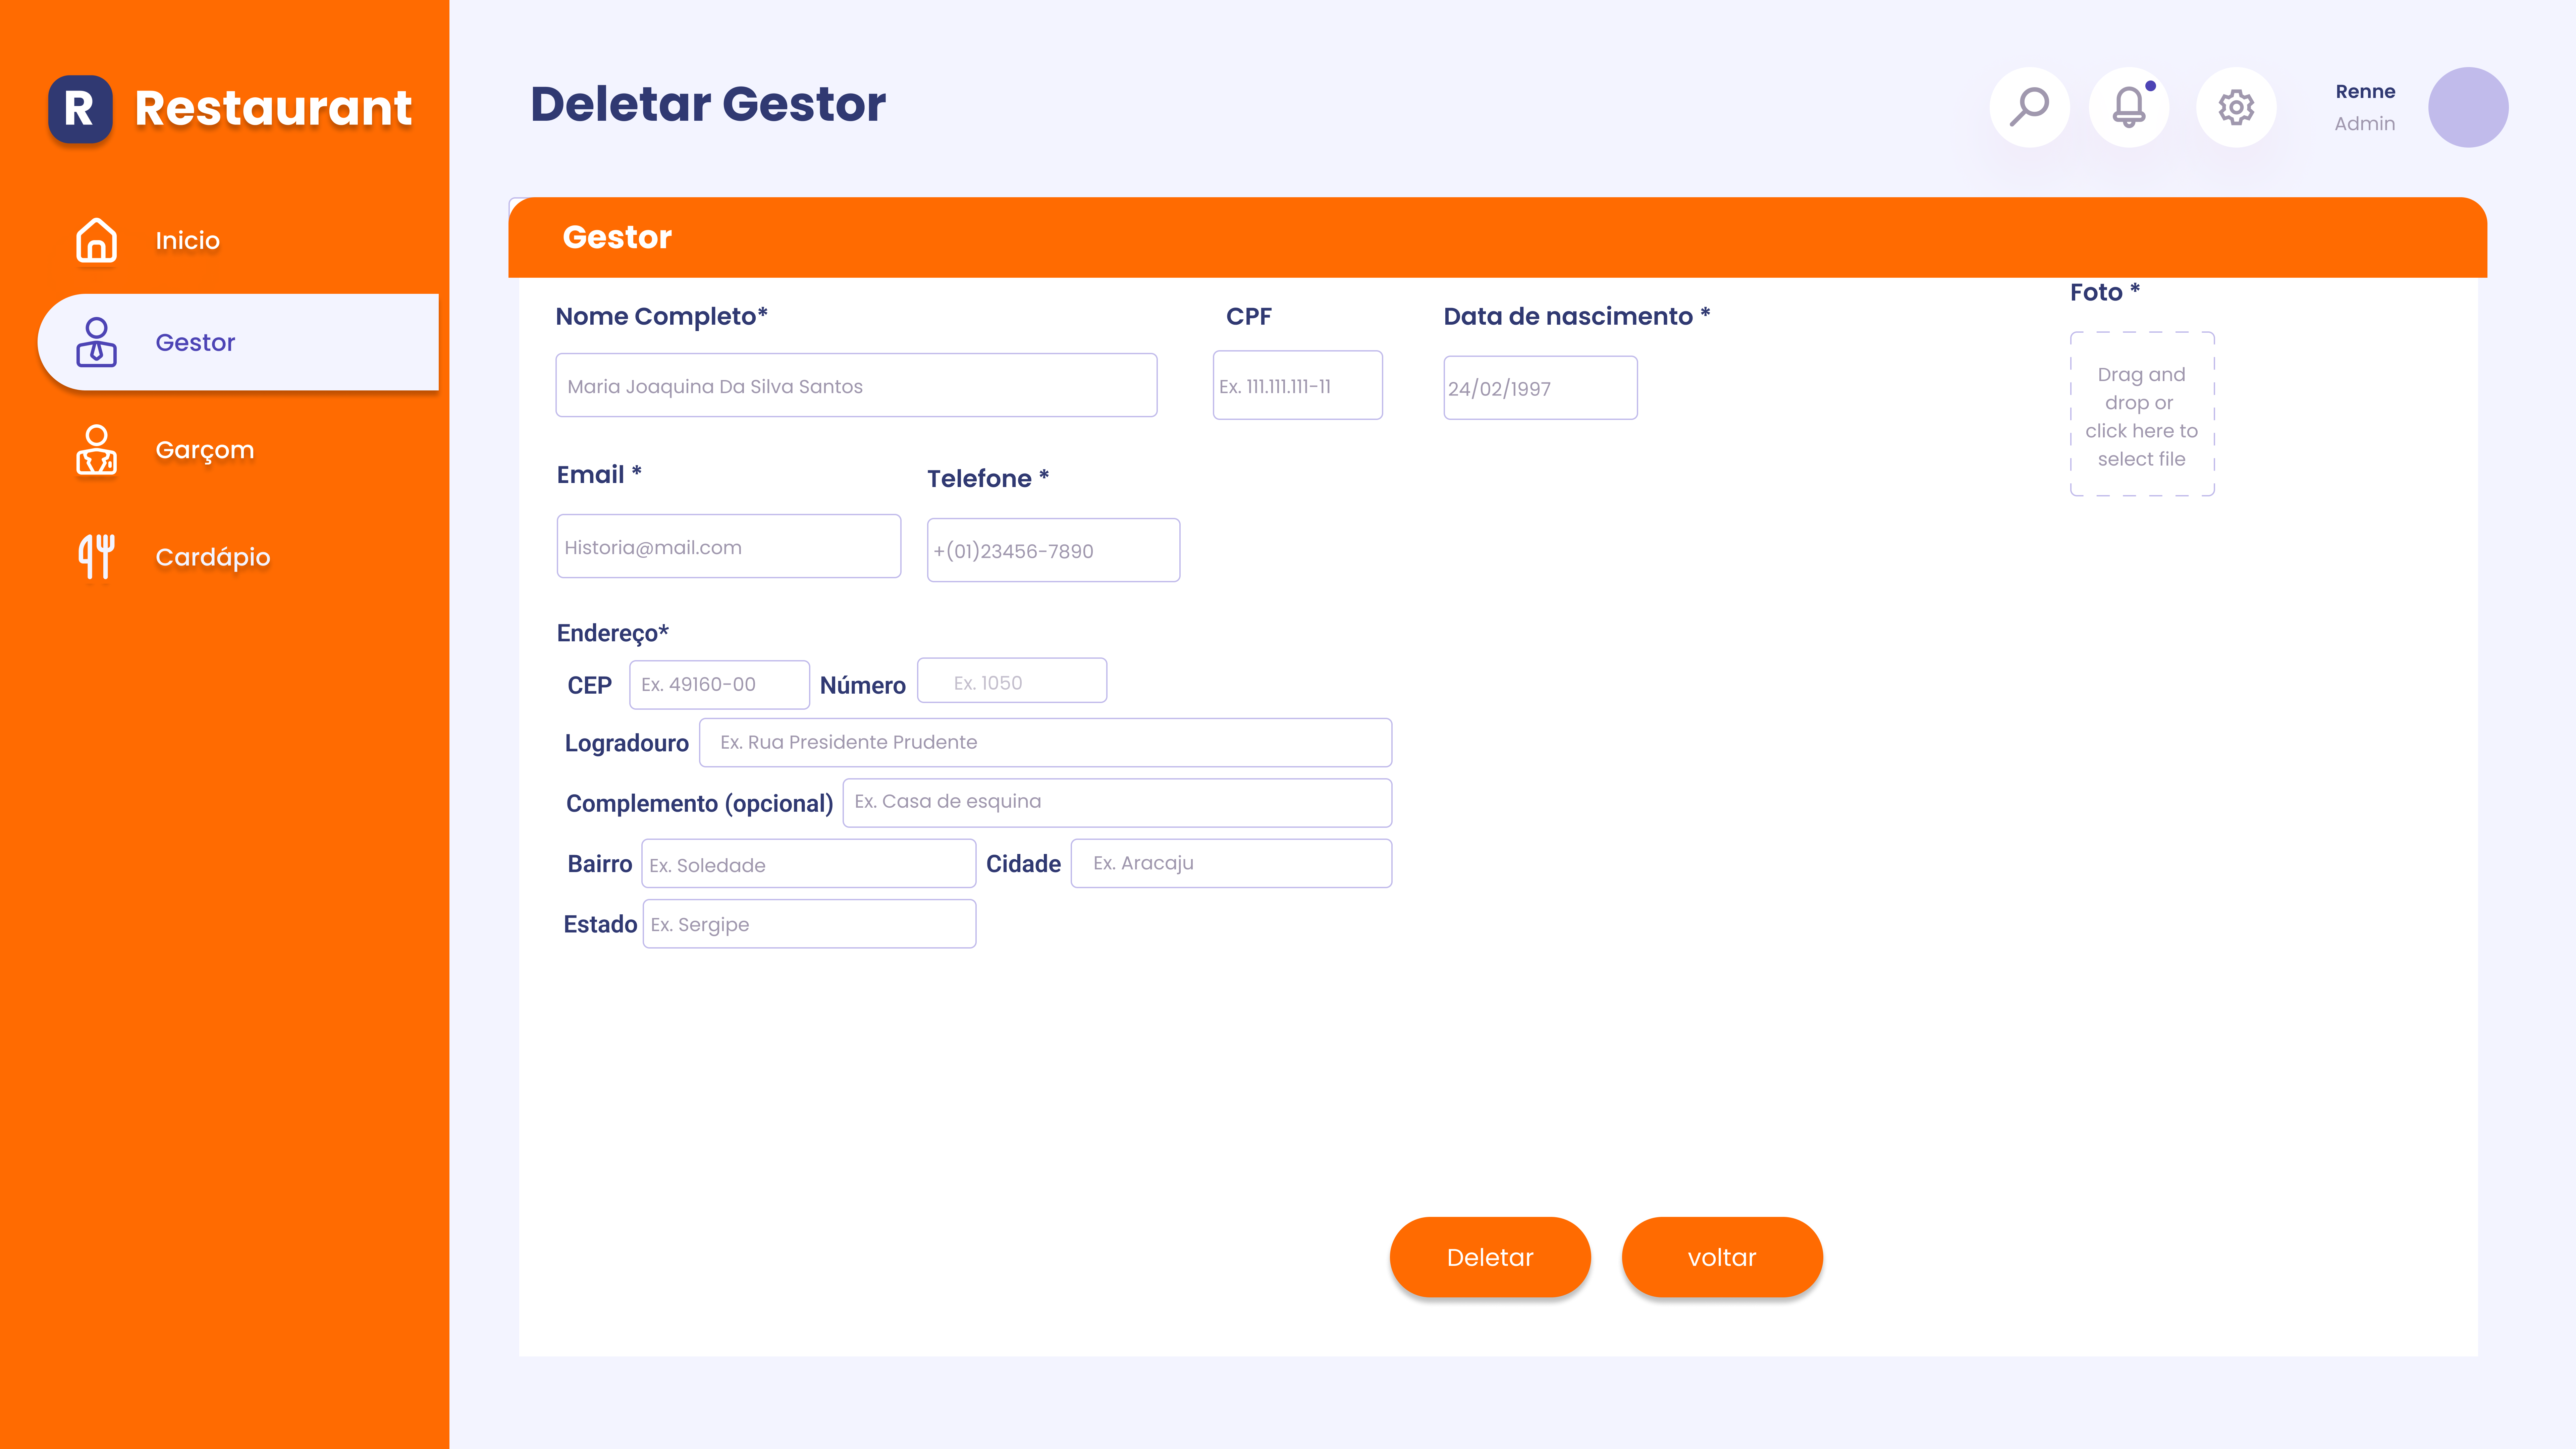 R Restaurant
Deletar Gestor
Renne
Admin
Inicio
Gestor
Garçom
Cardápio
Gestor
Foto *
Nome Completo*
CPF
Data de nascimento *
Maria Joaquina Da Silva Santos
Ex. 111.111.111-11
24/02/1997
Drag and
drop or
click here to
select file
Email *
Telefone *
Historia@mail.com
+(01)23456-7890
Endereço*
CEP
Ex. 49160-00
Número
Ex. 1050
Logradouro
Ex. Rua Presidente Prudente
Complemento (opcional)
Ex. Casa de esquina
Bairro
Ex. Soledade
Cidade
Ex. Aracaju
Estado
Ex. Sergipe
Deletar
voltar